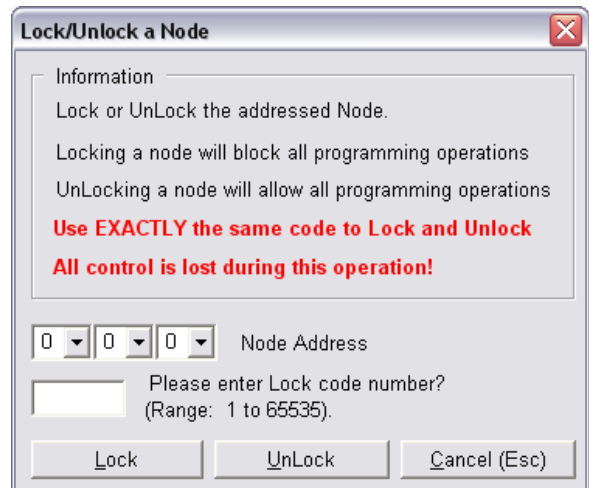 Lock/Unlock a Node
Information
Lock or UnLock the addressed Node.
Locking a node will block all programming operations
UnLocking a node will allow all programming operations
Use EXACTLY the same code to Lock and Unlock
All control is lost during this operation!
0 0 0 Node Address
Please enter Lock code number?
(Range: 1 to 65535).
Lock UnLock Cancel (Esc)